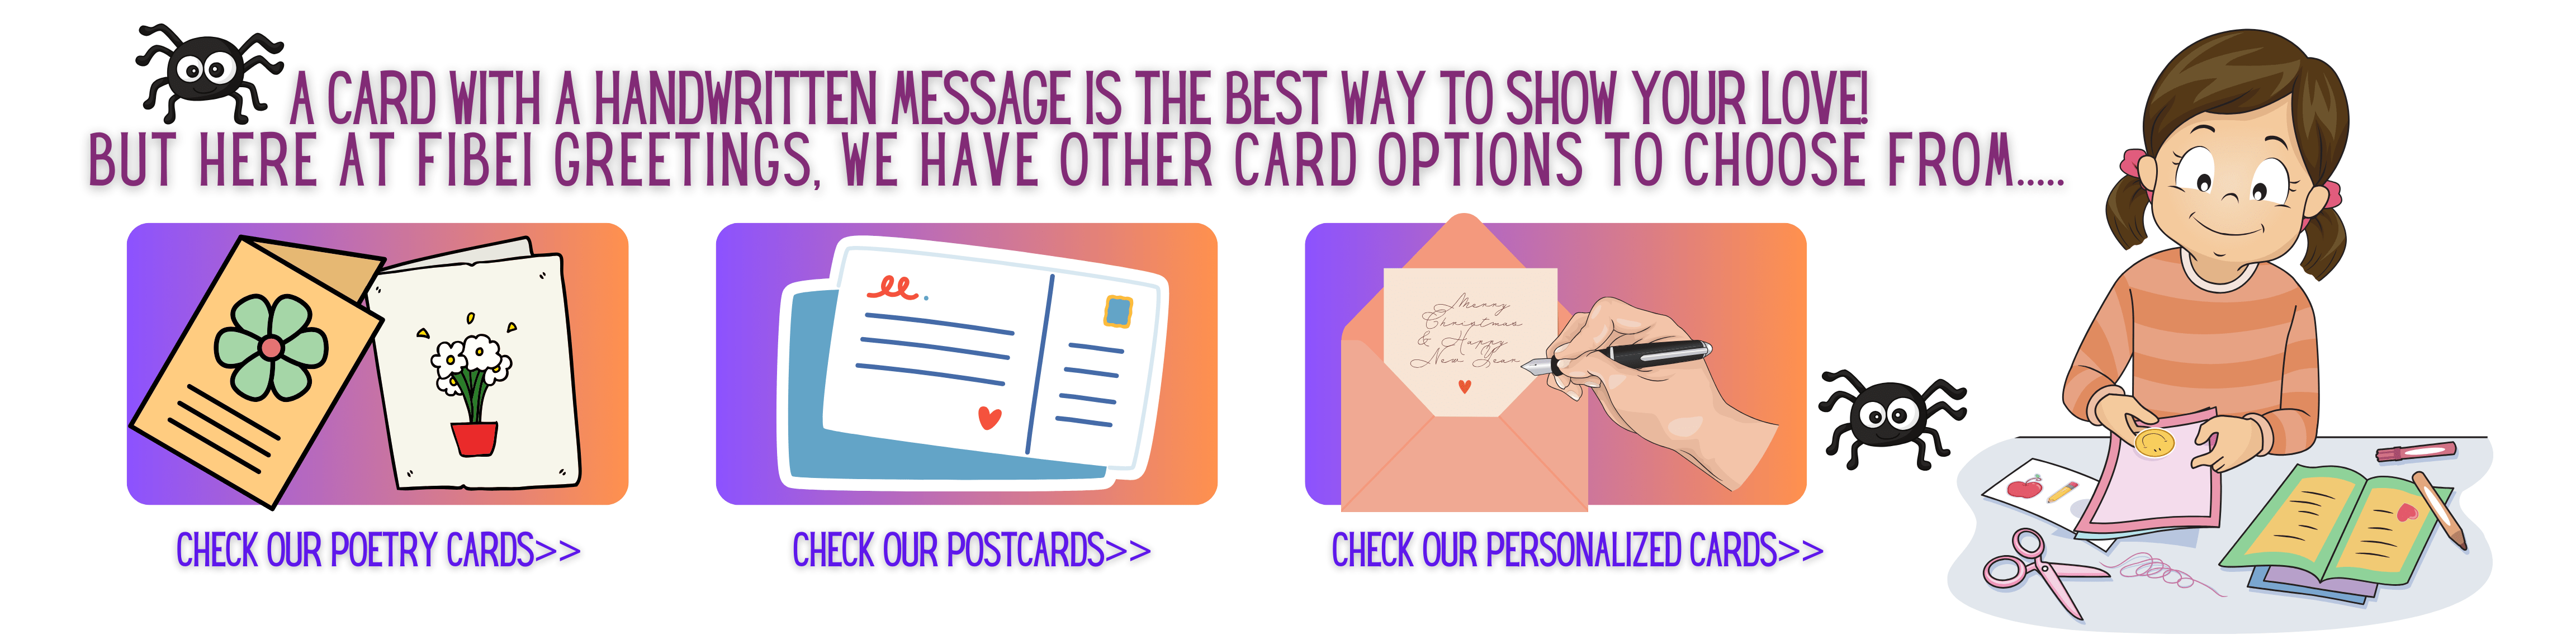 A CARD WITH A HANDWRITTEN MESSAGE IS THE BEST WAY TO SHOW YOUR LOVE!
BUT HERE AT FIBEI GREETINGS, WE HAVE OTHER CARD OPTIONS TO CHOOSE FROM.....
Merry
Christmas
& Happy
New Year
CHECK OUR POETRY CARDS>>
CHECK OUR POSTCARDS>>
CHECK OUR PERSONALIZED CARDS>>